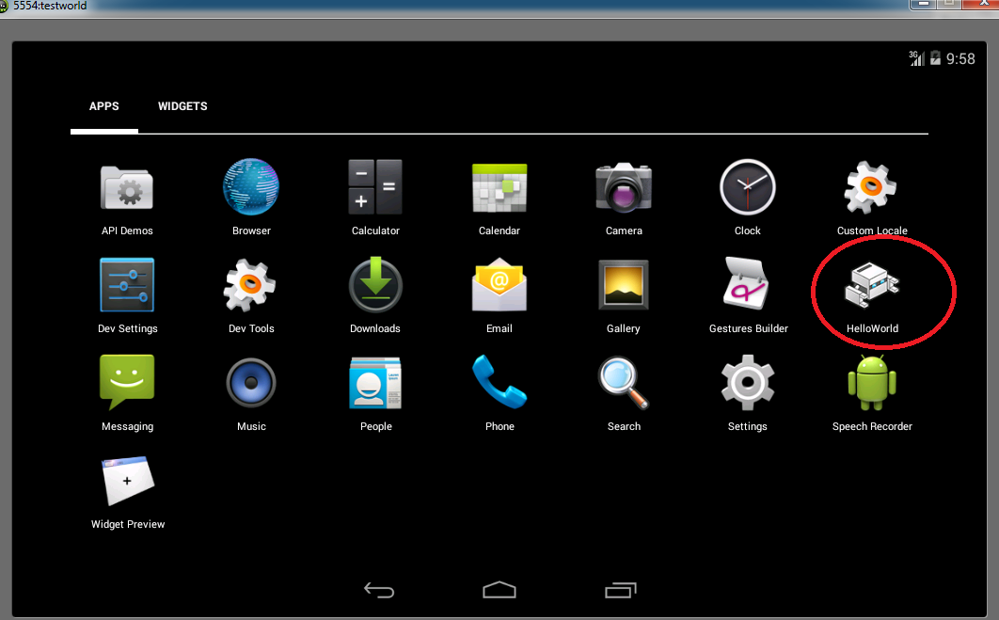 5554:testworld
3G 9:58
APPS WIDGETS
API Demos Browser Calculator Calendar Camera Clock Custom Locale
Dev Settings Dev Tools Downloads Email Gallery Gestures Builder HelloWorld
Messaging Music People Phone Search Settings Speech Recorder
Widget Preview